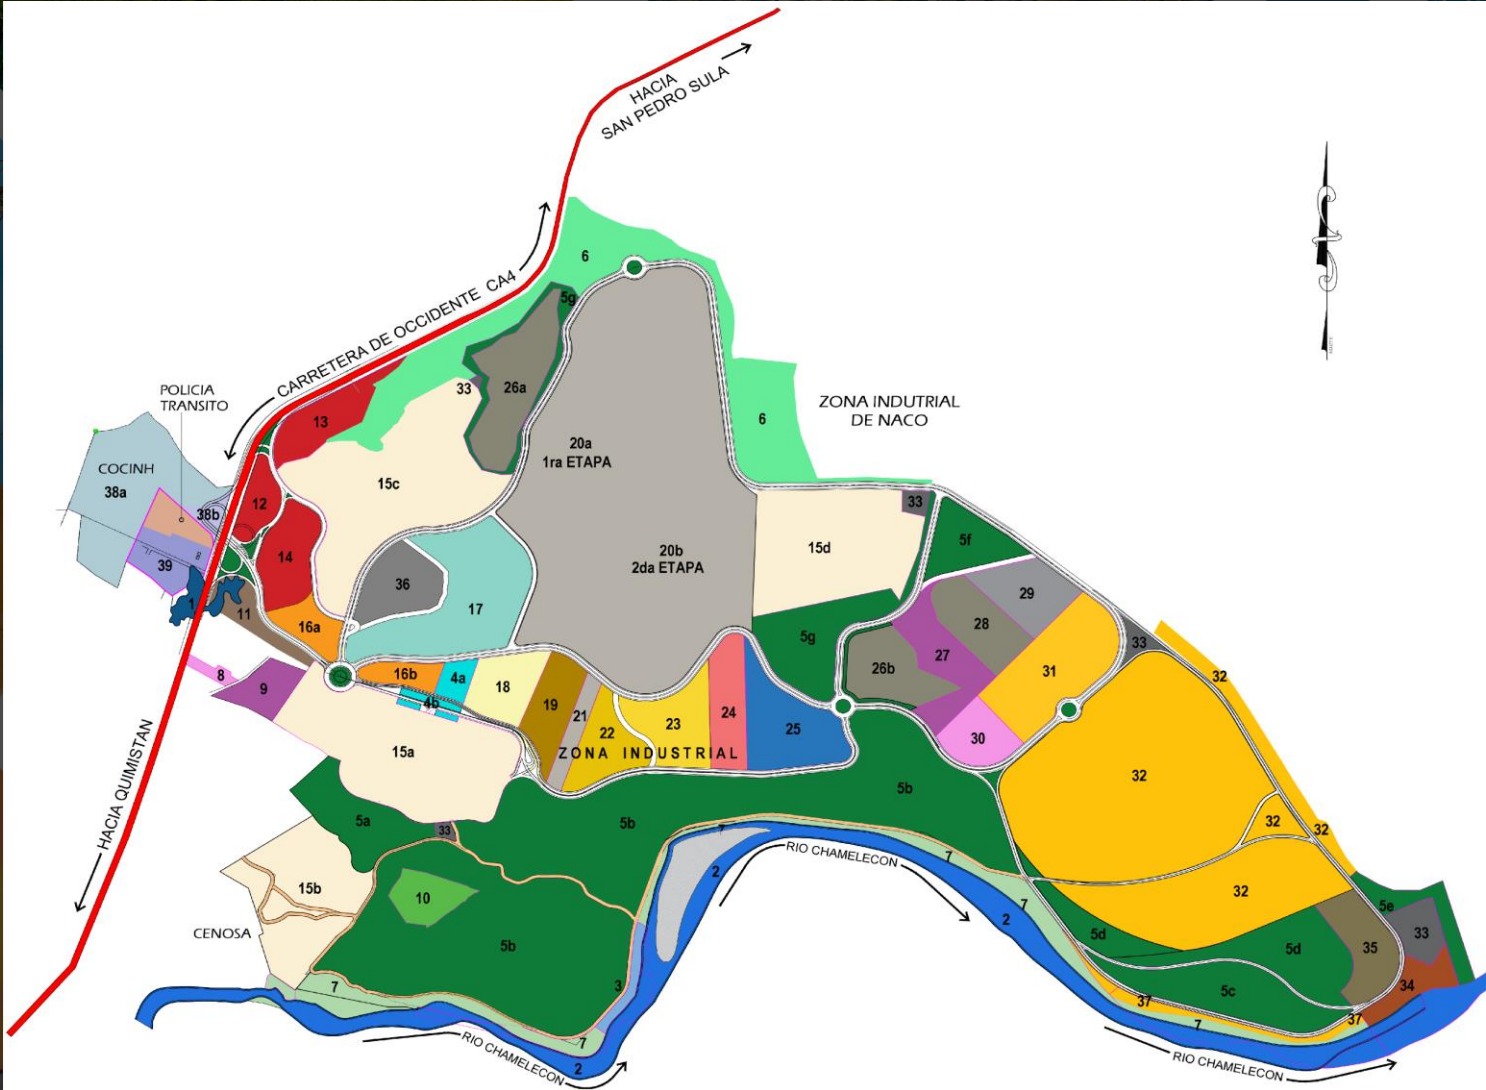 HACIA
SAN PEDRO SULA
6
CARRETERA DE OCCIDENTE CA4
5g
POLICIA
TRANSITO
33
26a
13
6
ZONA INDUTRIAL
DE NACO
20a
1ra ETAPA
COCINH
38a
15c
12
38b
33
14
39
20b
2da ETAPA
15d
5f
36
17
1
11
16a
29
28
5g
27
33
26b
31
32
8
9
16b
4a
18
4b
19
21
22
23
24
25
30
ZONA INDUSTRIAL
15a
32
HACIA QUIMISTAN
5b
5a
5b
33
7
32
32
RIO CHAMELECON
7
2
15b
10
32
7
2
5e
CENOSA
5b
5d
5d
35
33
3
7
5c
34
37
37
7
7
2
RIO CHAMELECON
RIO CHAMELECON